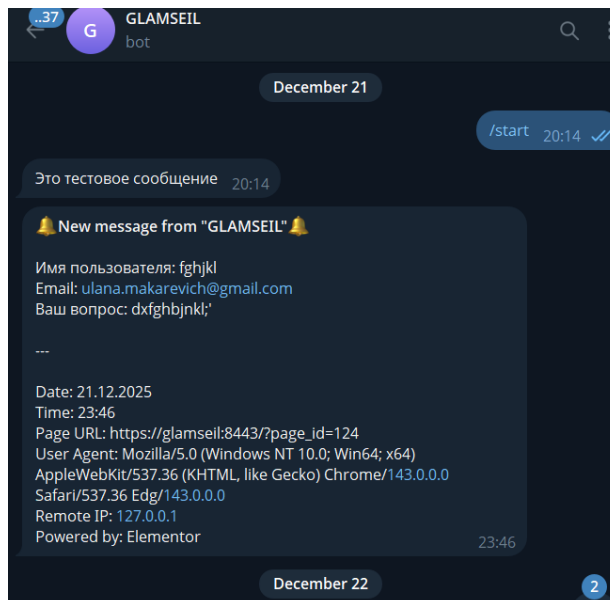 ..37
G
GLAMSEIL
bot
December 21
/start 20:14
Это тестовое сообщение 20:14
🔔New message from "GLAMSEIL"🔔
Имя пользователя: fghjkl
Email: ulana.makarevich@gmail.com
Ваш вопрос: dxfghbjnkl;'
---
Date: 21.12.2025
Time: 23:46
Page URL: https://glamseil:8443/?page_id=124
User Agent: Mozilla/5.0 (Windows NT 10.0; Win64; x64)
AppleWebKit/537.36 (KHTML, like Gecko) Chrome/143.0.0.0
Safari/537.36 Edg/143.0.0.0
Remote IP: 127.0.0.1
Powered by: Elementor
23:46
December 22
2